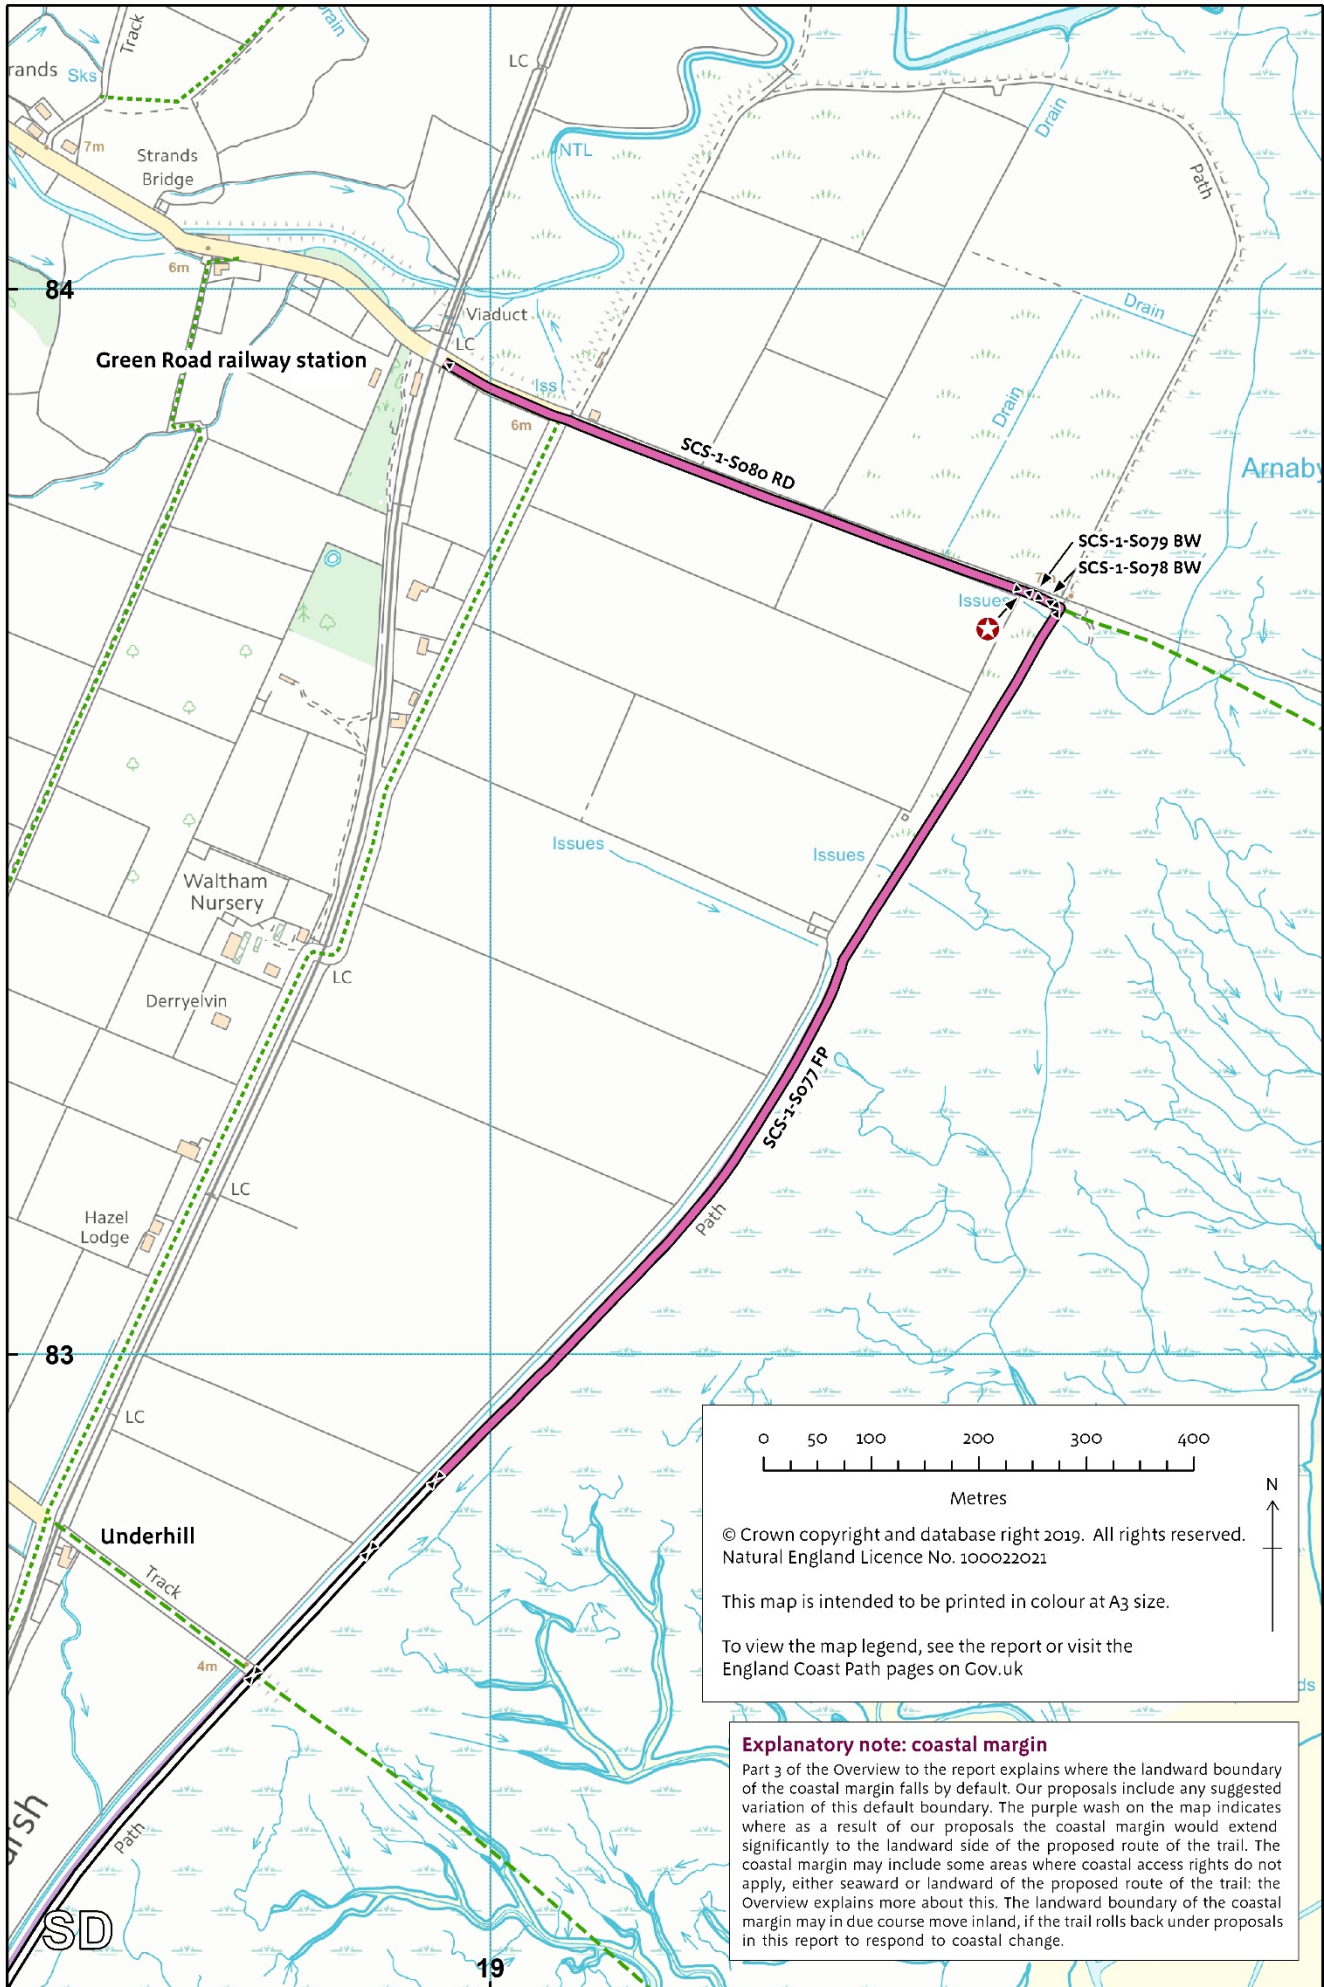 Track
Drain
LC
rands
Sks
7m
Strands
Bridge
NTL
Drain
Path
6m
84
Viaduct
LC
Drain
Green Road railway station
Iss
6m
Drain
SCS-1-S080 RD
Arnaby
SCS-1-S079 BW
SCS-1-S078 BW
Issues
Issues
Issues
Waltham
Nursery
LC
Derryelvin
SCS-1-S077 FP
LC
Hazel
Lodge
Path
83
LC
0 50 100 200 300 400
Metres
N
Underhill
© Crown copyright and database right 2019. All rights reserved.
Natural England Licence No. 100022021
Track
This map is intended to be printed in colour at A3 size.
To view the map legend, see the report or visit the
England Coast Path pages on Gov.uk
4m
ds
Explanatory note: coastal margin
Part 3 of the Overview to the report explains where the landward boundary
of the coastal margin falls by default. Our proposals include any suggested
variation of this default boundary. The purple wash on the map indicates
where as a result of our proposals the coastal margin would extend
significantly to the landward side of the proposed route of the trail. The
coastal margin may include some areas where coastal access rights do not
apply, either seaward or landward of the proposed route of the trail: the
Overview explains more about this. The landward boundary of the coastal
margin may in due course move inland, if the trail rolls back under proposals
in this report to respond to coastal change.
arsh
Path
SD
19